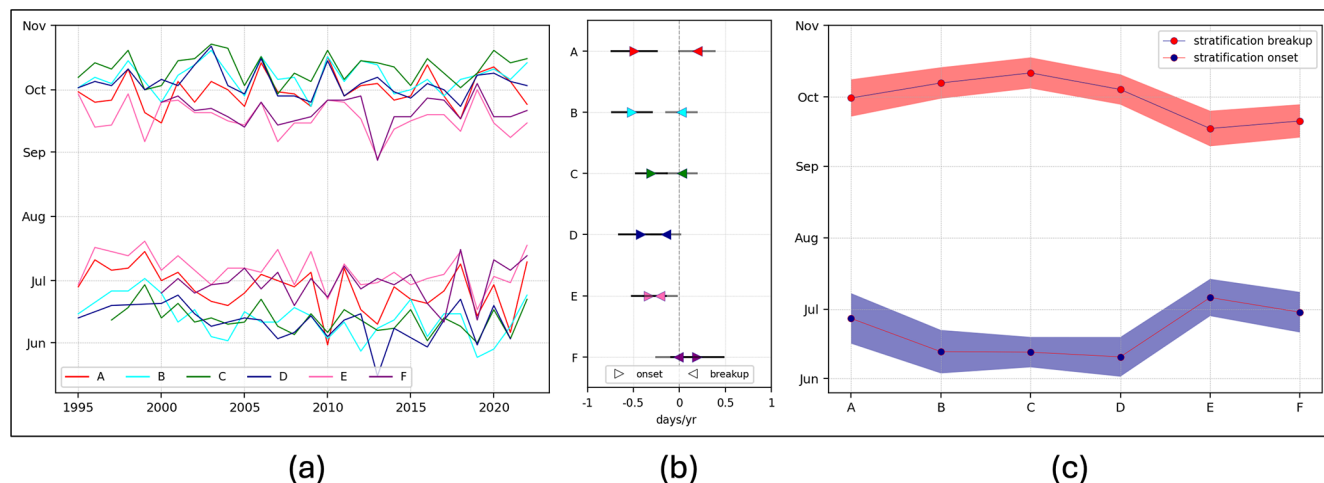 Nov
Oct
Sep
Aug
Jul
Jun
A B C D E F
1995 2000 2005 2010 2015 2020
A
B
C
D
E
F
onset breakup
-1 -0.5 0 0.5 1
days/yr
Nov
Oct
Sep
Aug
Jul
Jun
stratification breakup
stratification onset
A B C D E F
(a) (b) (c)